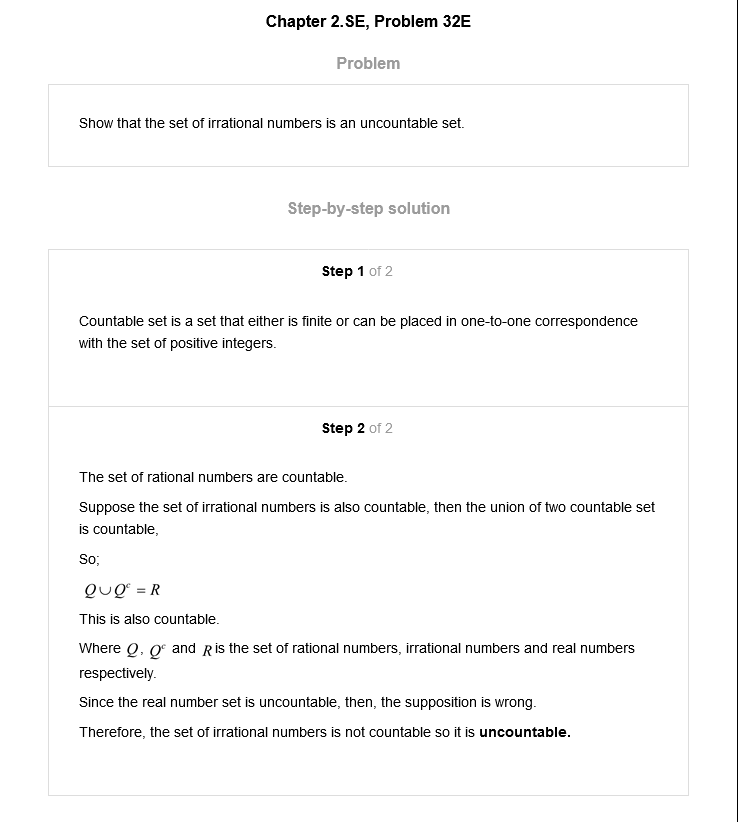 Chapter 2.SE, Problem 32E
Problem
Show that the set of irrational numbers is an uncountable set.
Step-by-step solution
Step 1 of 2
Countable set is a set that either is finite or can be placed in one-to-one correspondence
with the set of positive integers.
Step 2 of 2
The set of rational numbers are countable.
Suppose the set of irrational numbers is also countable, then the union of two countable set
is countable,
So;
Q∪Qᶜ = R
This is also countable.
Where Q, Qᶜ and R is the set of rational numbers, irrational numbers and real numbers
respectively.
Since the real number set is uncountable, then, the supposition is wrong.
Therefore, the set of irrational numbers is not countable so it is uncountable.